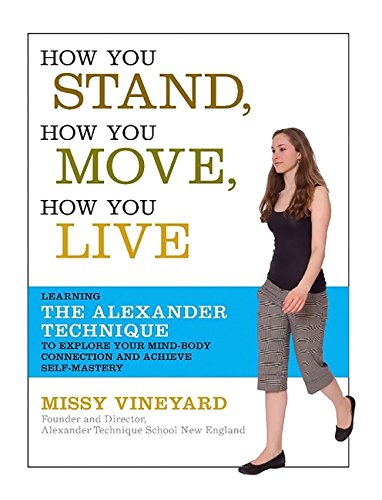 HOW YOU
STAND,
HOW YOU
MOVE,
HOW YOU
LIVE
LEARNING
THE ALEXANDER
TECHNIQUE
TO EXPLORE YOUR MIND-BODY
CONNECTION AND ACHIEVE
SELF-MASTERY
MISSY VINEYARD
Founder and Director,
Alexander Technique School New England